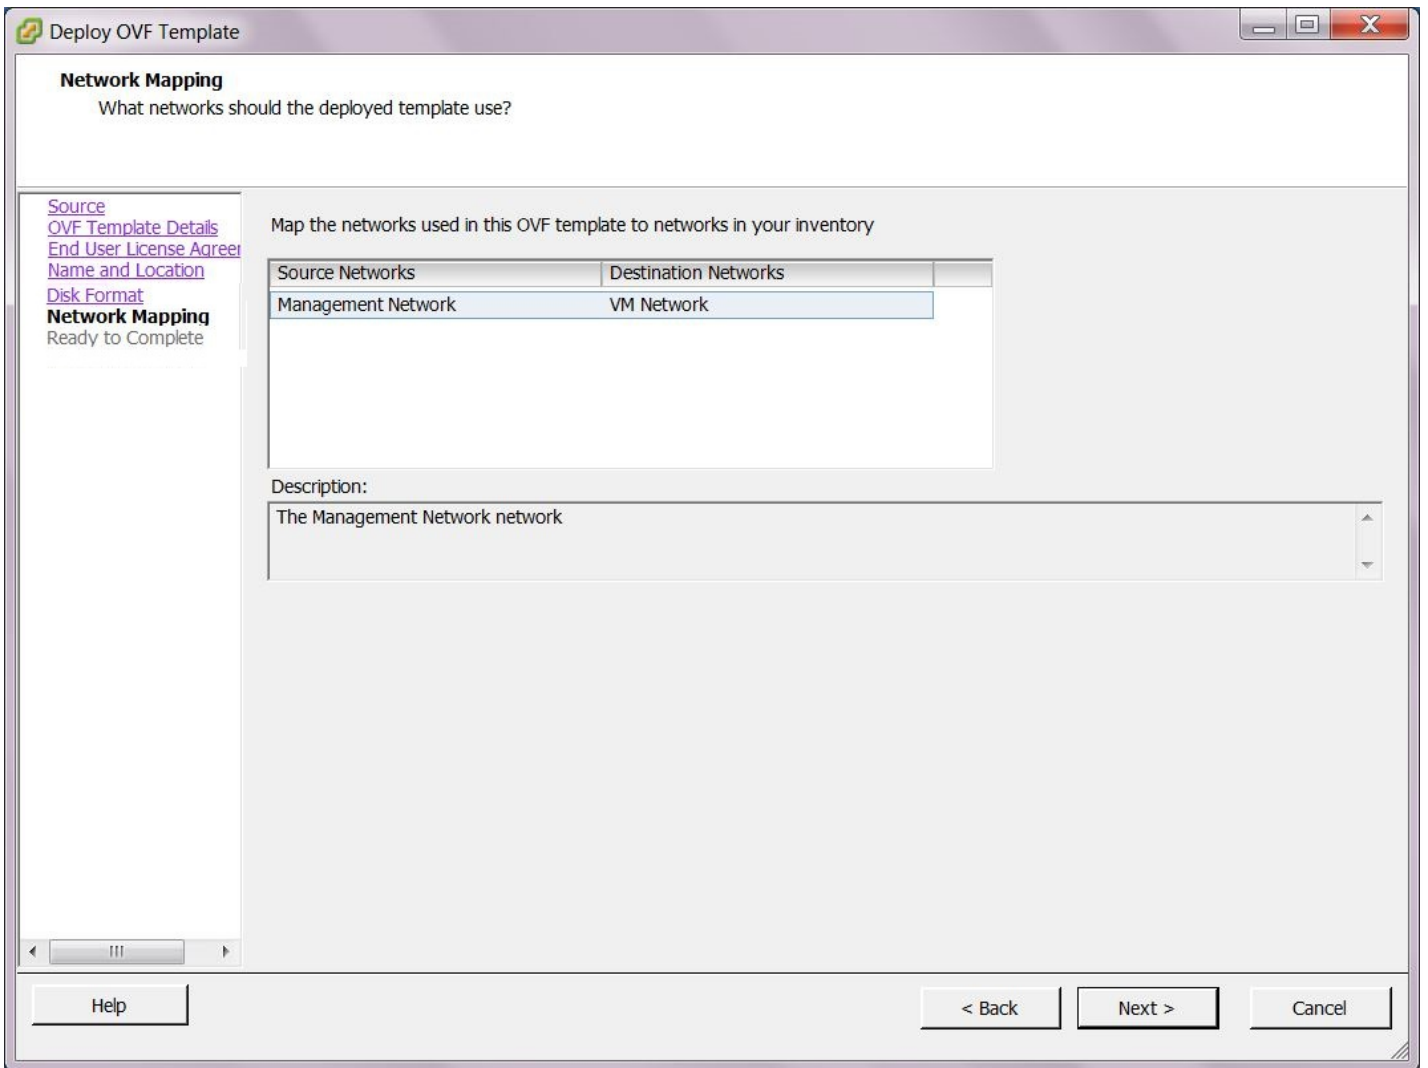 Deploy OVF Template
Network Mapping
What networks should the deployed template use?
Source
OVF Template Details
End User License Agreer
Name and Location
Disk Format
Network Mapping
Ready to Complete
Map the networks used in this OVF template to networks in your inventory
Source Networks Destination Networks
Management Network VM Network
Description:
The Management Network network
Help < Back Next > Cancel